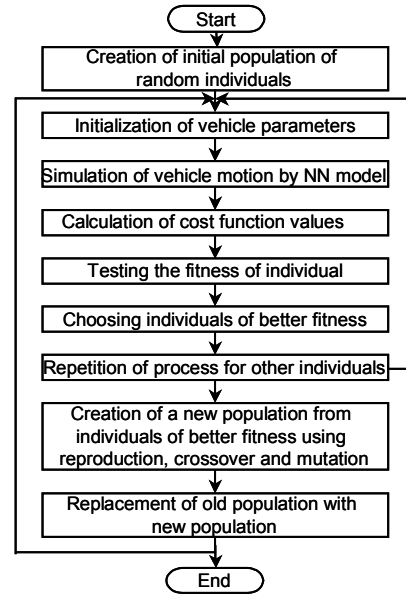 Start
Creation of initial population of
random individuals
Initialization of vehicle parameters
Simulation of vehicle motion by NN model
Calculation of cost function values
Testing the fitness of individual
Choosing individuals of better fitness
Repetition of process for other individuals
Creation of a new population from
individuals of better fitness using
reproduction, crossover and mutation
Replacement of old population with
new population
End